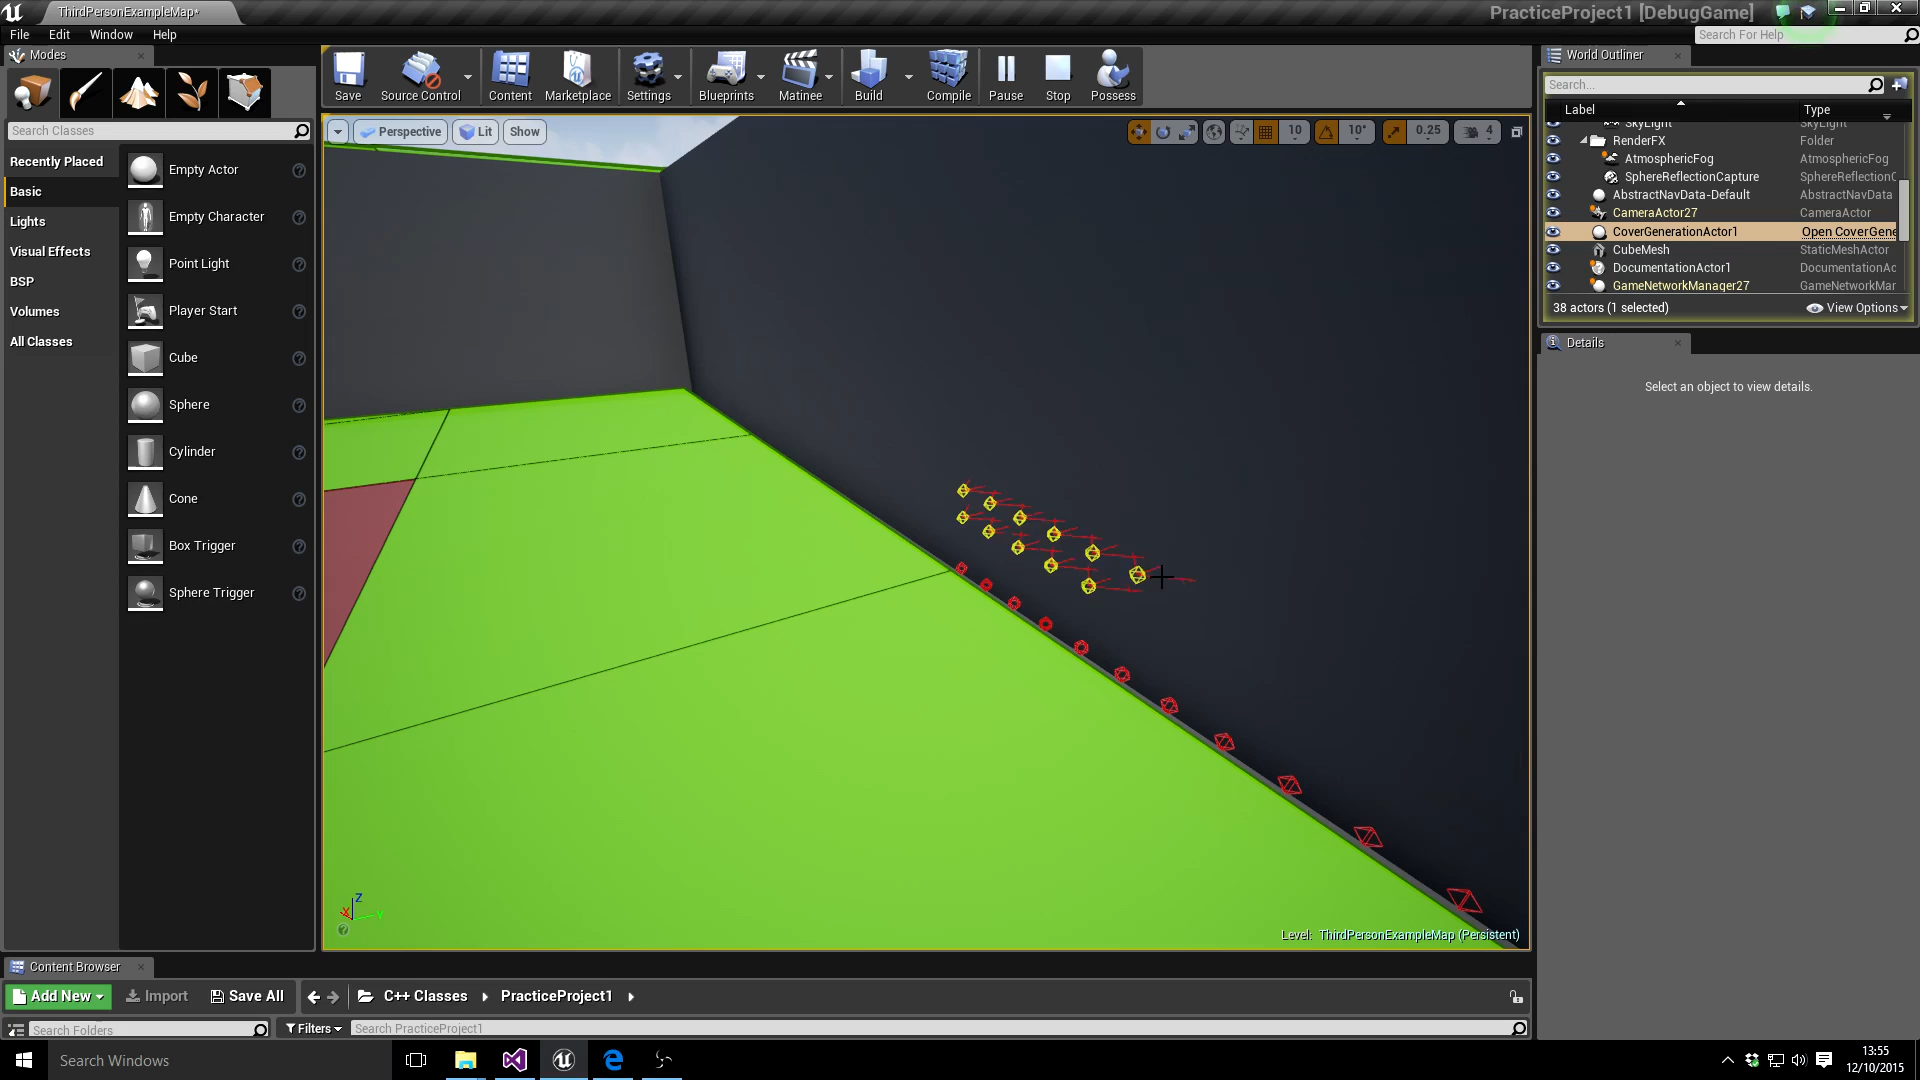 ThirdPersonExampleMap*
PracticeProject1 [DebugGame]
File Edit Window Help
Search For Help
Modes
Save
Source Control
Content
Marketplace
Settings
Blueprints
Matinee
Build
Compile
Pause
Stop
Possess
World Outliner
Search...
Label
Type
Search Classes
Perspective
Lit
Show
10
10°
0.25
4
SkyLight SkyLight
RenderFX Folder
AtmosphericFog AtmosphericFog
SphereReflectionCapture SphereReflectionC
AbstractNavData-Default AbstractNavData
CameraActor27 CameraActor
CoverGenerationActor1 Open CoverGene
CubeMesh StaticMeshActor
DocumentationActor1 DocumentationAc
GameNetworkManager27 GameNetworkMar
38 actors (1 selected)
View Options
Recently Placed
Basic
Lights
Visual Effects
BSP
Volumes
All Classes
Empty Actor
Empty Character
Point Light
Player Start
Cube
Sphere
Cylinder
Cone
Box Trigger
Sphere Trigger
Details
Select an object to view details.
Z
X
Y
Level: ThirdPersonExampleMap (Persistent)
Content Browser
Add New
Import
Save All
C++ Classes
PracticeProject1
Search Folders
Filters
Search PracticeProject1
Search Windows
13:55
12/10/2015